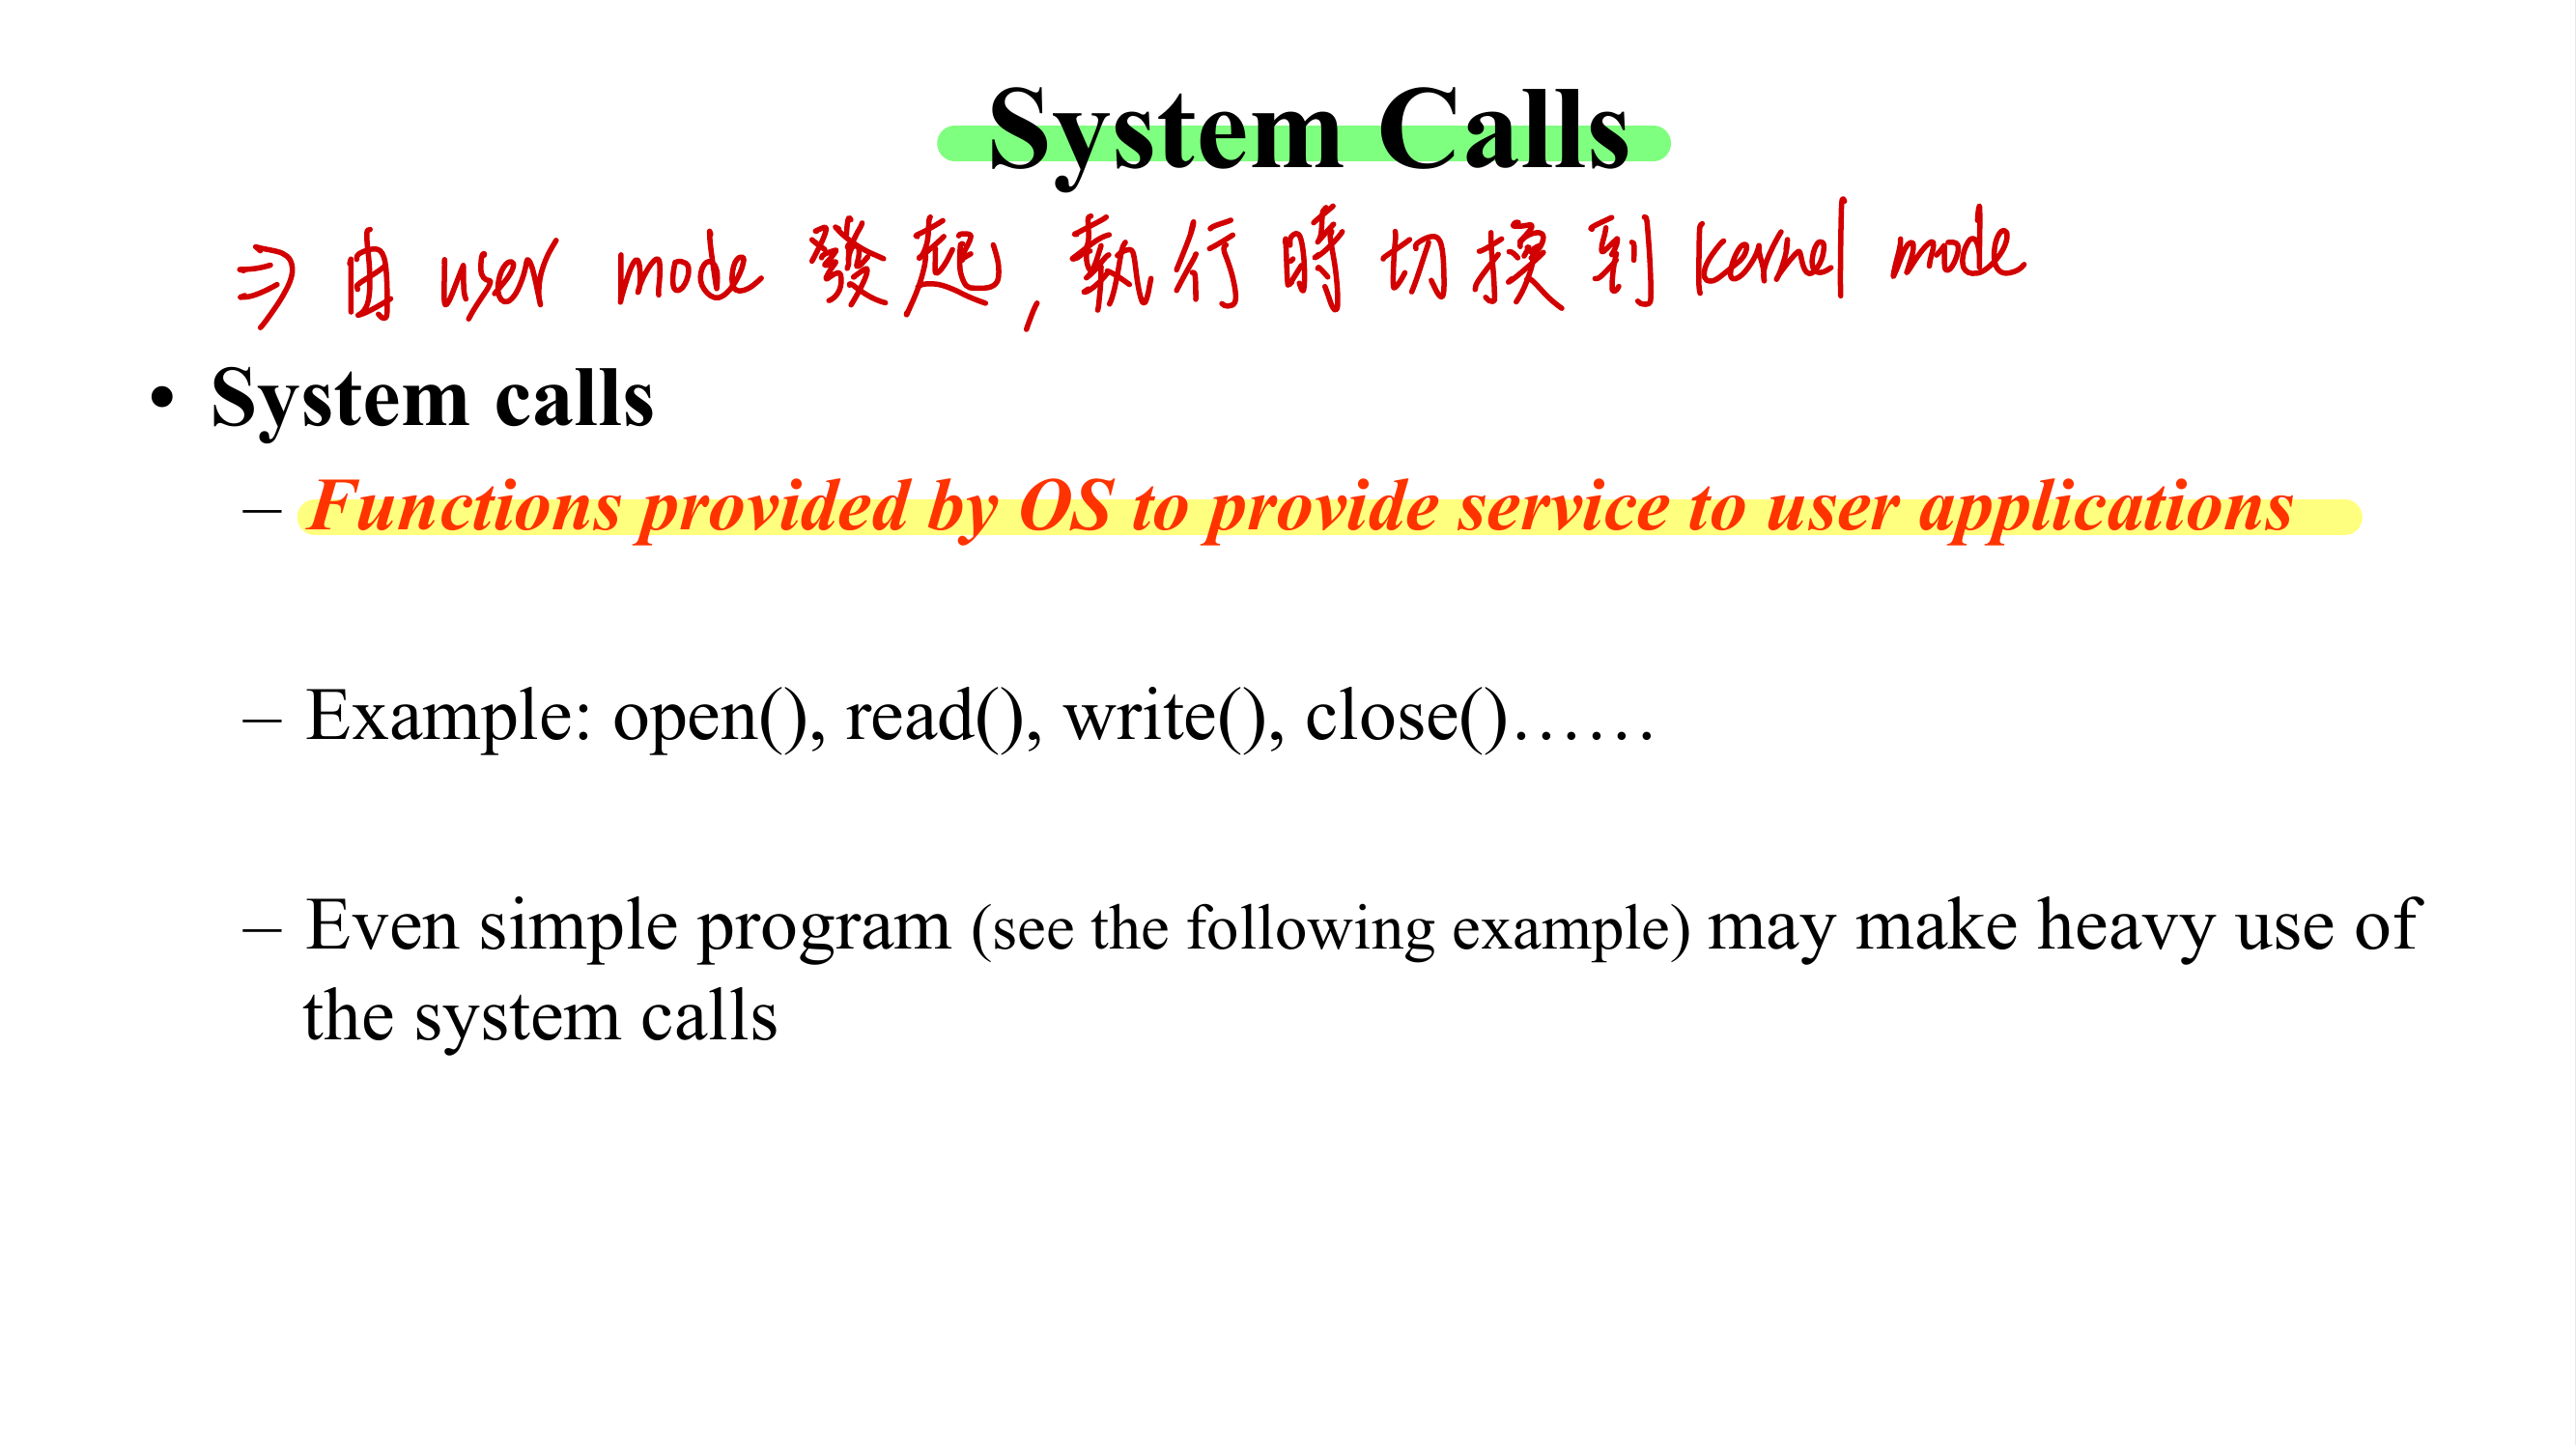 System Calls
⇒ 由 user mode 發起, 執行時切換到 kernel mode
• System calls
– Functions provided by OS to provide service to user applications
– Example: open(), read(), write(), close()……
– Even simple program (see the following example) may make heavy use of
the system calls